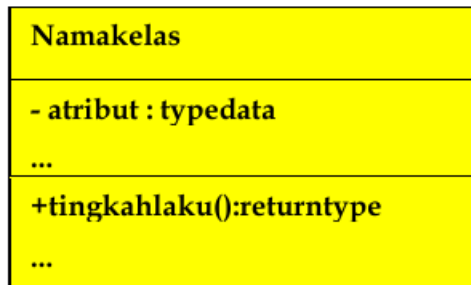 Namakelas
- atribut : typedata
...
+tingkahlaku():returntype
...